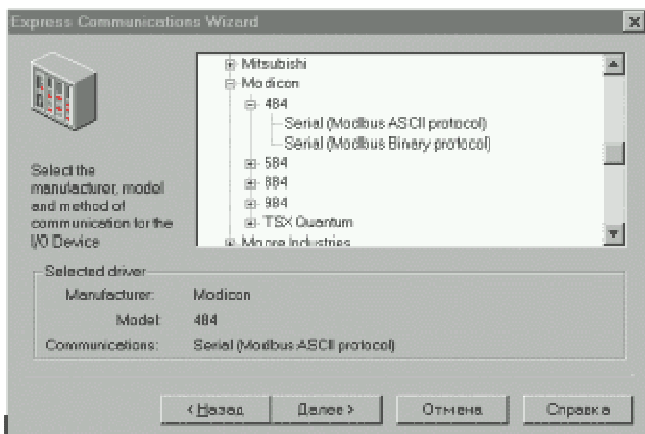 Express Communications Wizard
Mitsubishi
Modicon
484
Serial (Modbus ASCII protocol)
Serial (Modbus Binary protocol)
584
884
984
TSX Quantum
Moore Industries
Select the
manufacturer, model
and method of
communication for the
I/O Device
Selected driver
Manufacturer: Modicon
Model: 484
Communications: Serial (Modbus ASCII protocol)
< Назад Далее > Отмена Справка